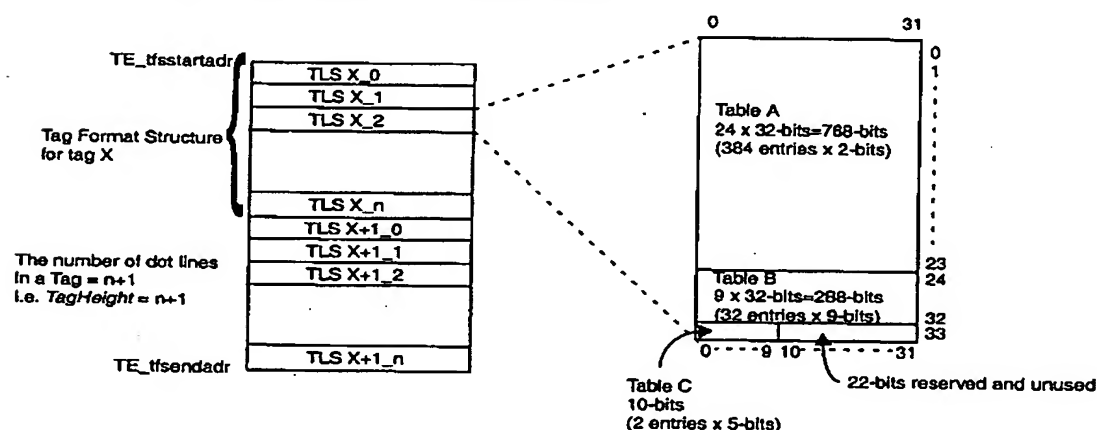 TE_tfsstartadr
TLS X_0
TLS X_1
TLS X_2
Tag Format Structure
for tag X
TLS X_n
TLS X+1_0
TLS X+1_1
TLS X+1_2
The number of dot lines
in a Tag = n+1
i.e. TagHeight = n+1
TE_tfsendadr
TLS X+1_n
0 31
0
1
Table A
24 x 32-bits=768-bits
(384 entries x 2-bits)
23
24
Table B
9 x 32-bits=288-bits
(32 entries x 9-bits)
32
33
0 9 10 31
Table C
10-bits
(2 entries x 5-bits)
22-bits reserved and unused